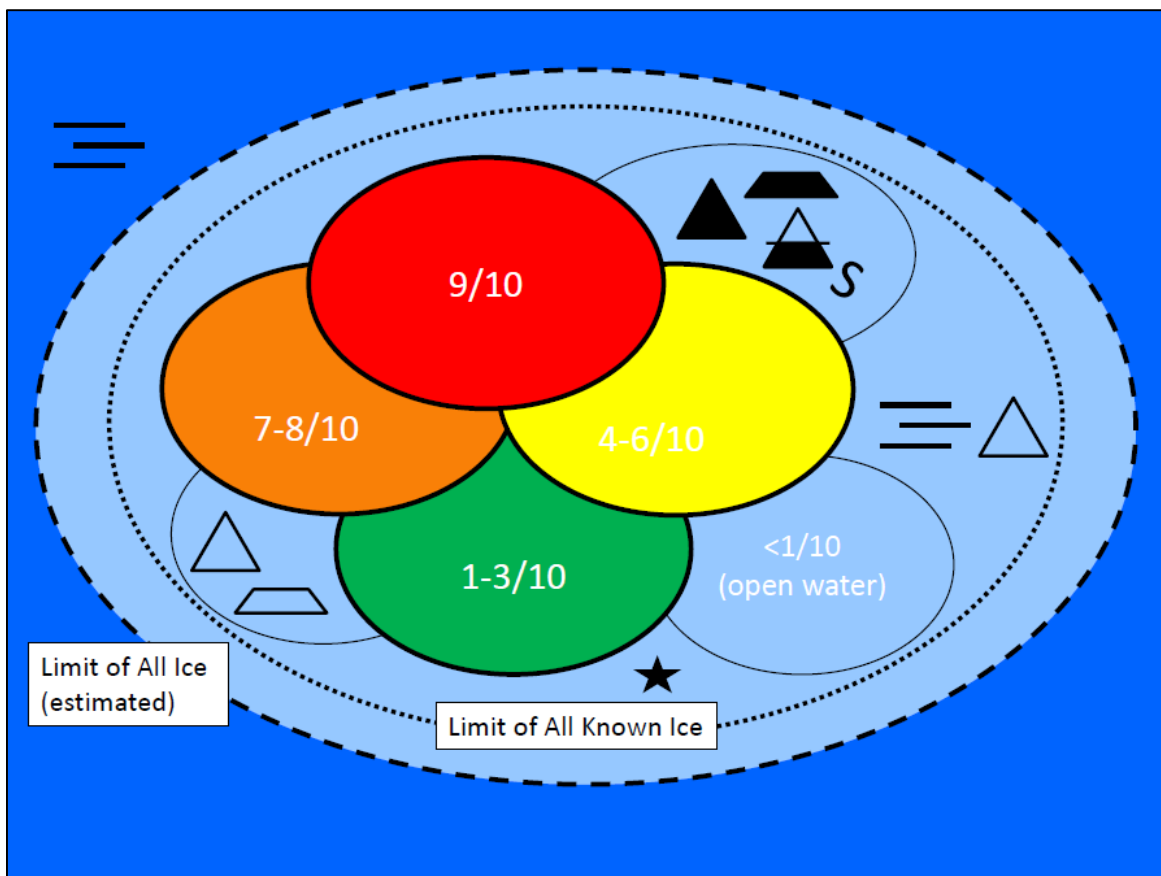 9/10
S
7-8/10
4-6/10
1-3/10
<1/10
(open water)
Limit of All Ice
(estimated)
Limit of All Known Ice